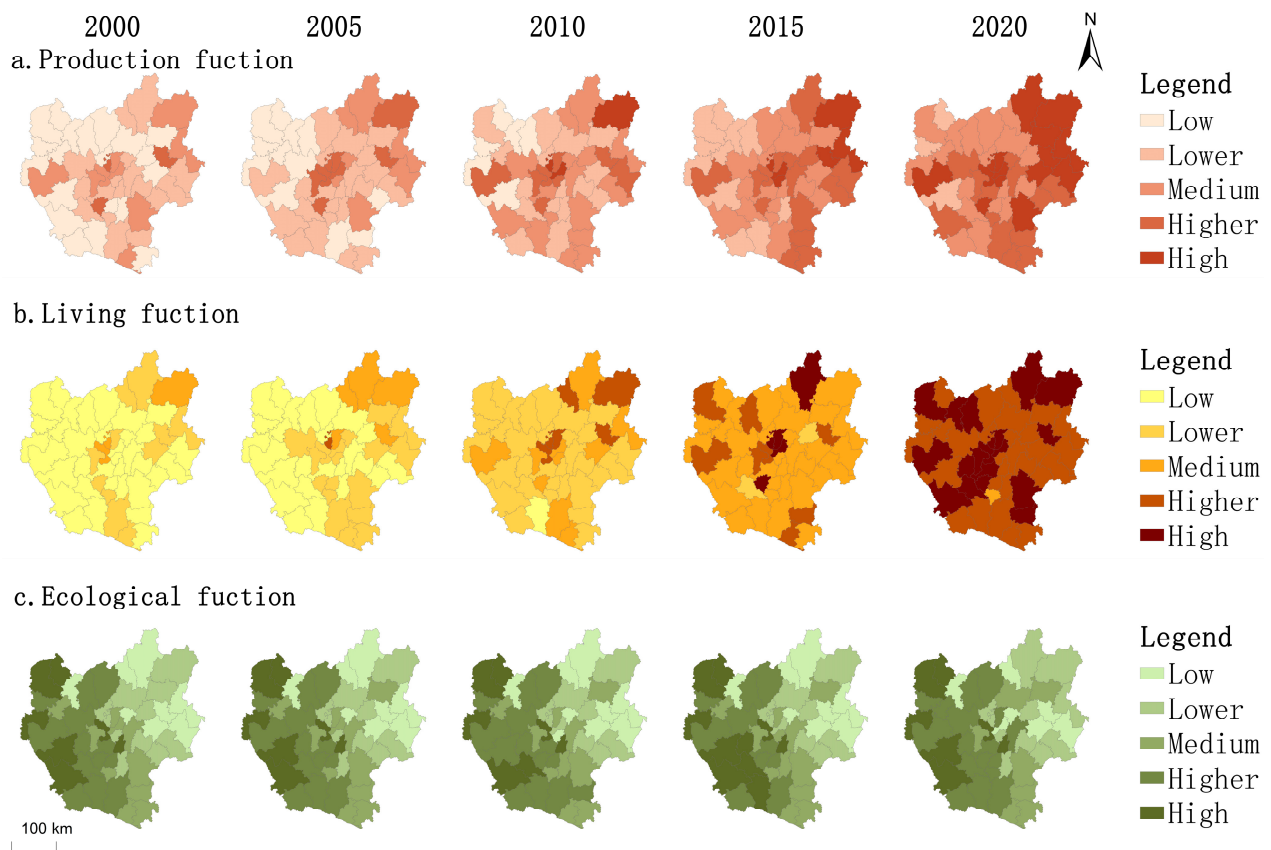 2000 2005 2010 2015 2020 N
a.Production fuction
Legend
Low
Lower
Medium
Higher
High
b.Living fuction
Legend
Low
Lower
Medium
Higher
High
c.Ecological fuction
Legend
Low
Lower
Medium
Higher
High
100 km